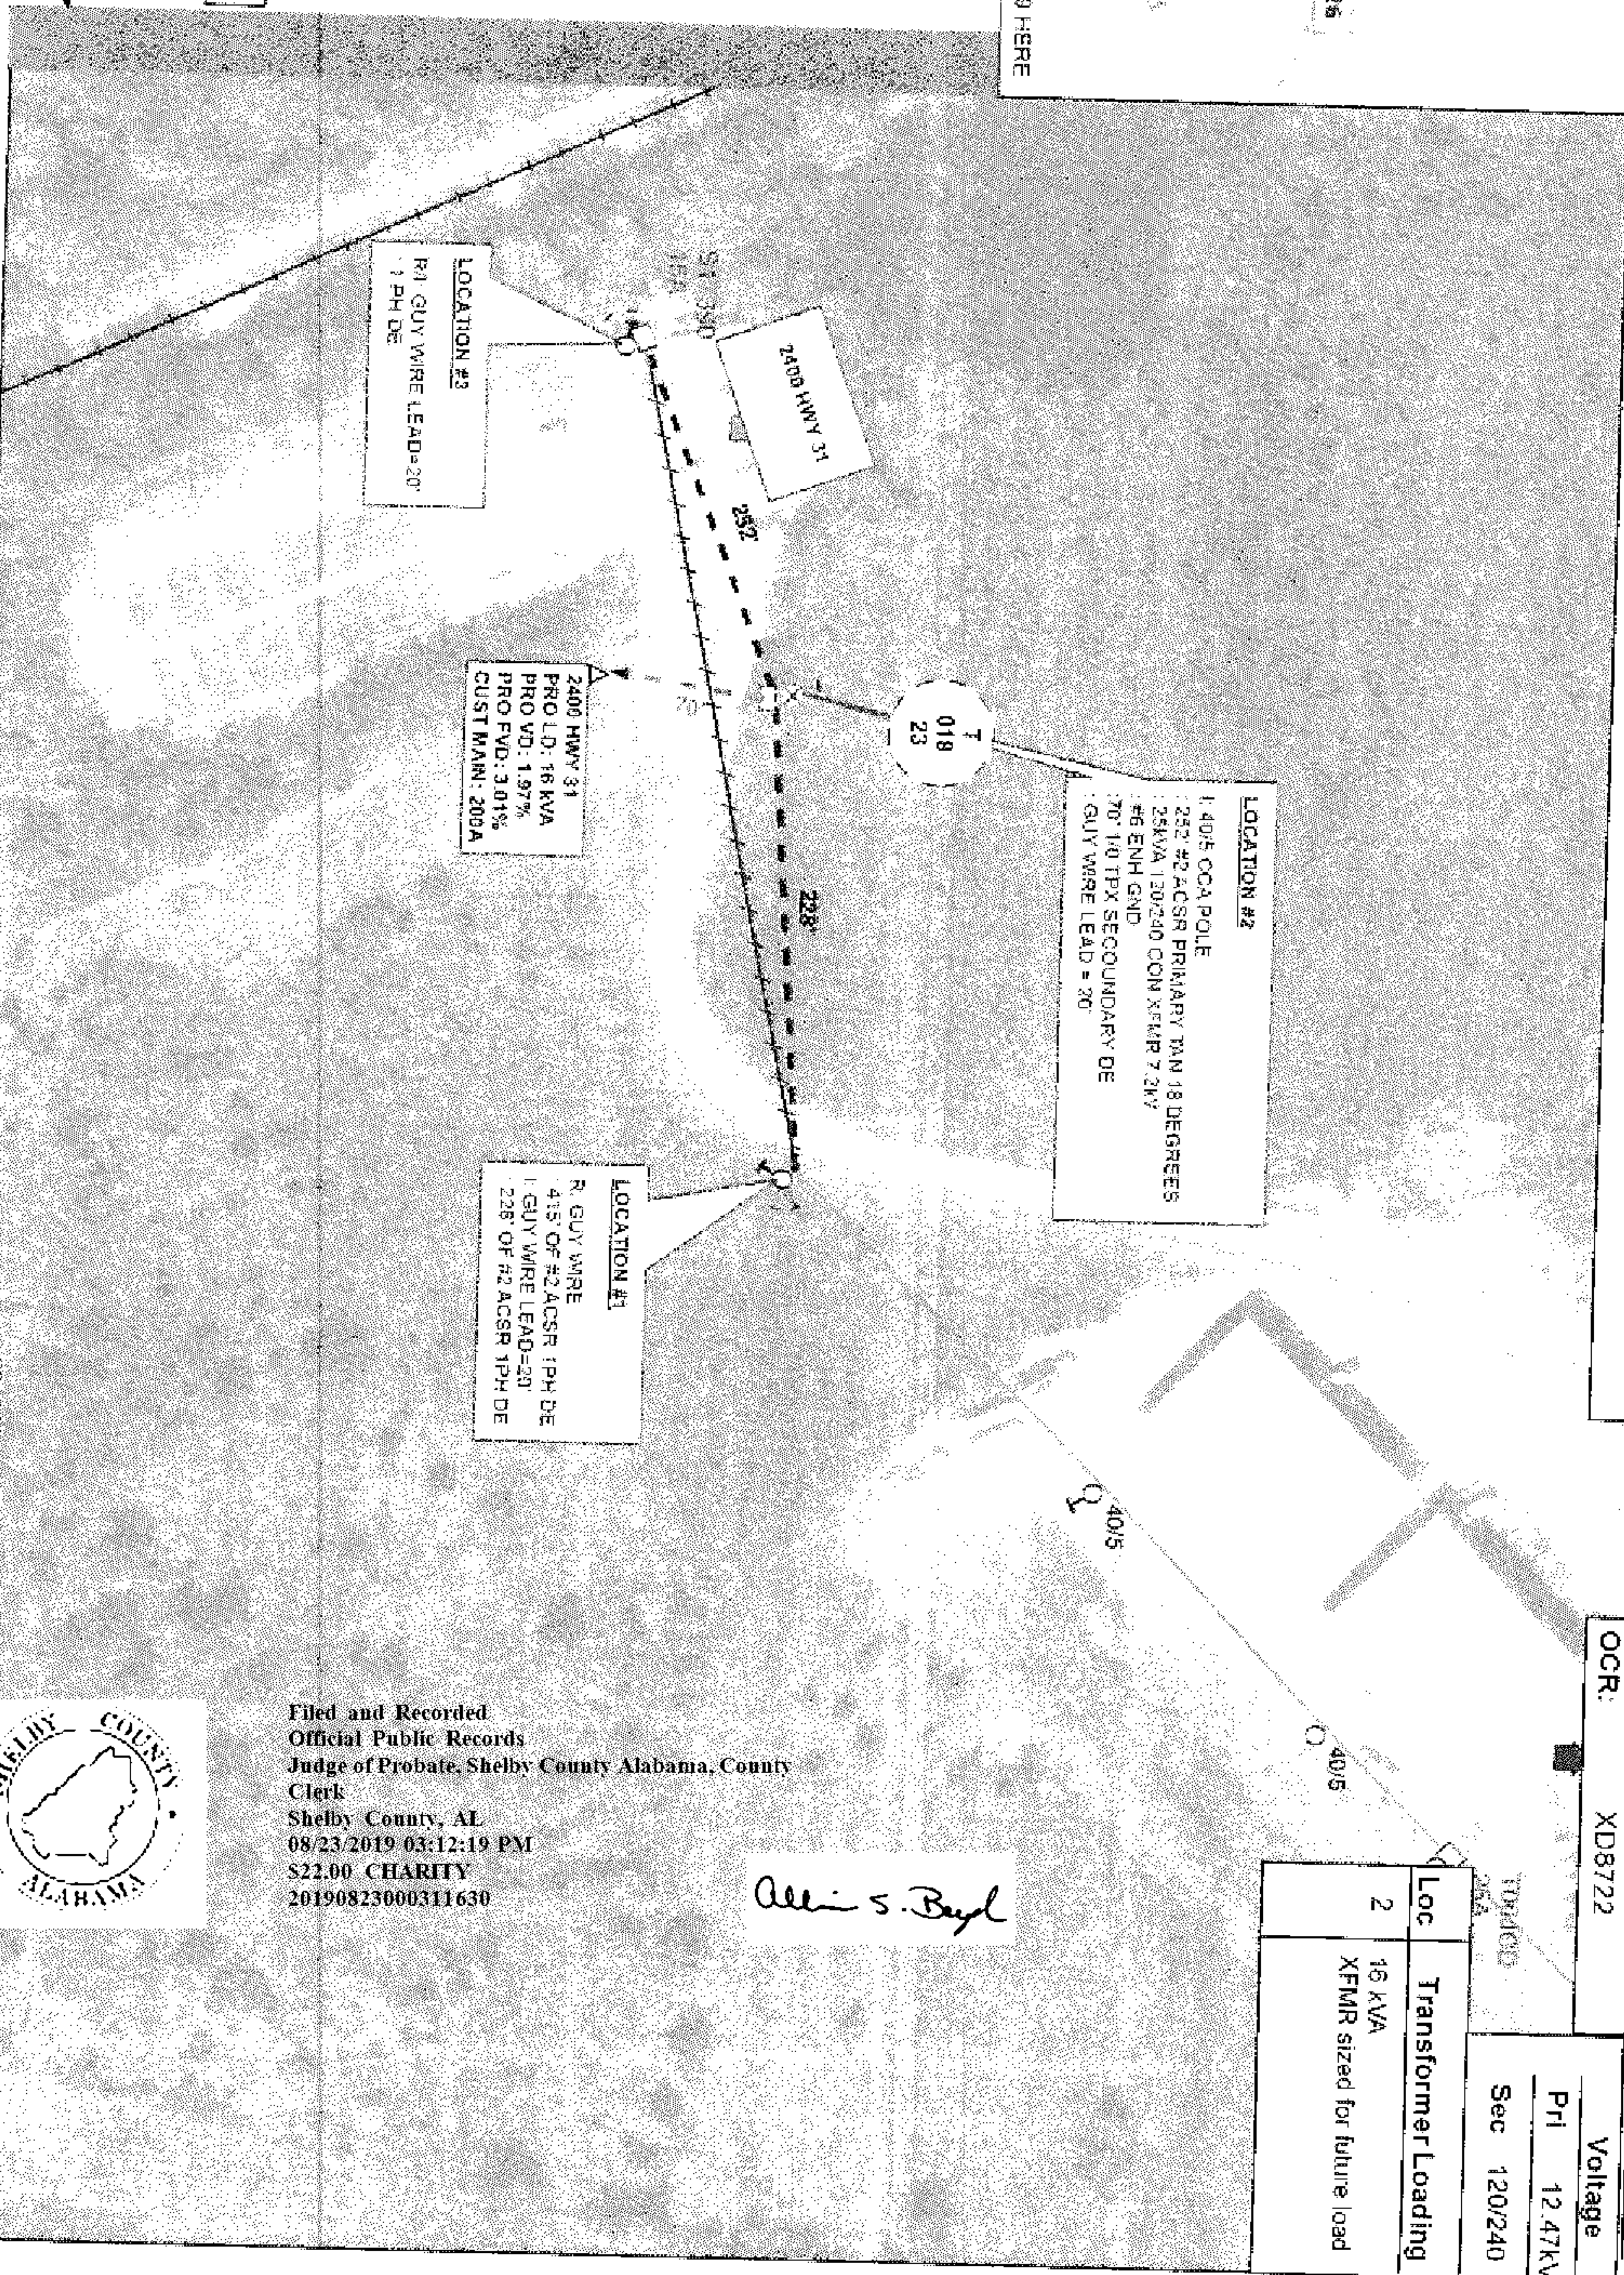 9 HERE
OCR: XD8722
Voltage
Pri 12.47kV
Sec 120/240
Loc Transformer Loading
2 16 kVA
XFMR sized for future load
40/5
40/5
LOCATION #2
I: 40/5 CCA POLE
252' #2 ACSR PRIMARY TAN 18 DEGREES
25kVA 120/240 CON XFMR 7.2kV
#6 ENH GND
70' 1/0 TPX SECOUNDARY DE
GUY WIRE LEAD = 20'
T
018
23
2400 HWY 31
252'
228'
LOCATION #3
R/I GUY WIRE LEAD=20'
1 PH DE
2400 HWY 31
PRO LD: 16 kVA
PRO VD: 1.97%
PRO FVD: 3.01%
CUST MAIN: 200A
LOCATION #1
R: GUY WIRE
415' OF #2 ACSR 1PH DE
I: GUY WIRE LEAD=20'
228' OF #2 ACSR 1PH DE
Filed and Recorded
Official Public Records
Judge of Probate, Shelby County Alabama, County
Clerk
Shelby County, AL
08/23/2019 03:12:19 PM
$22.00 CHARITY
20190823000311630
Allin S. Boyd
SHELBY COUNTY
ALABAMA